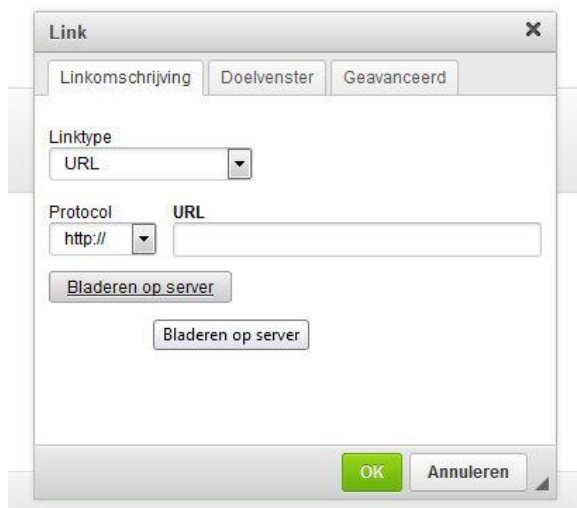 Link
Linkomschrijving Doelvenster Geavanceerd
Linktype
URL
Protocol URL
http://
Bladeren op server
Bladeren op server
OK Annuleren